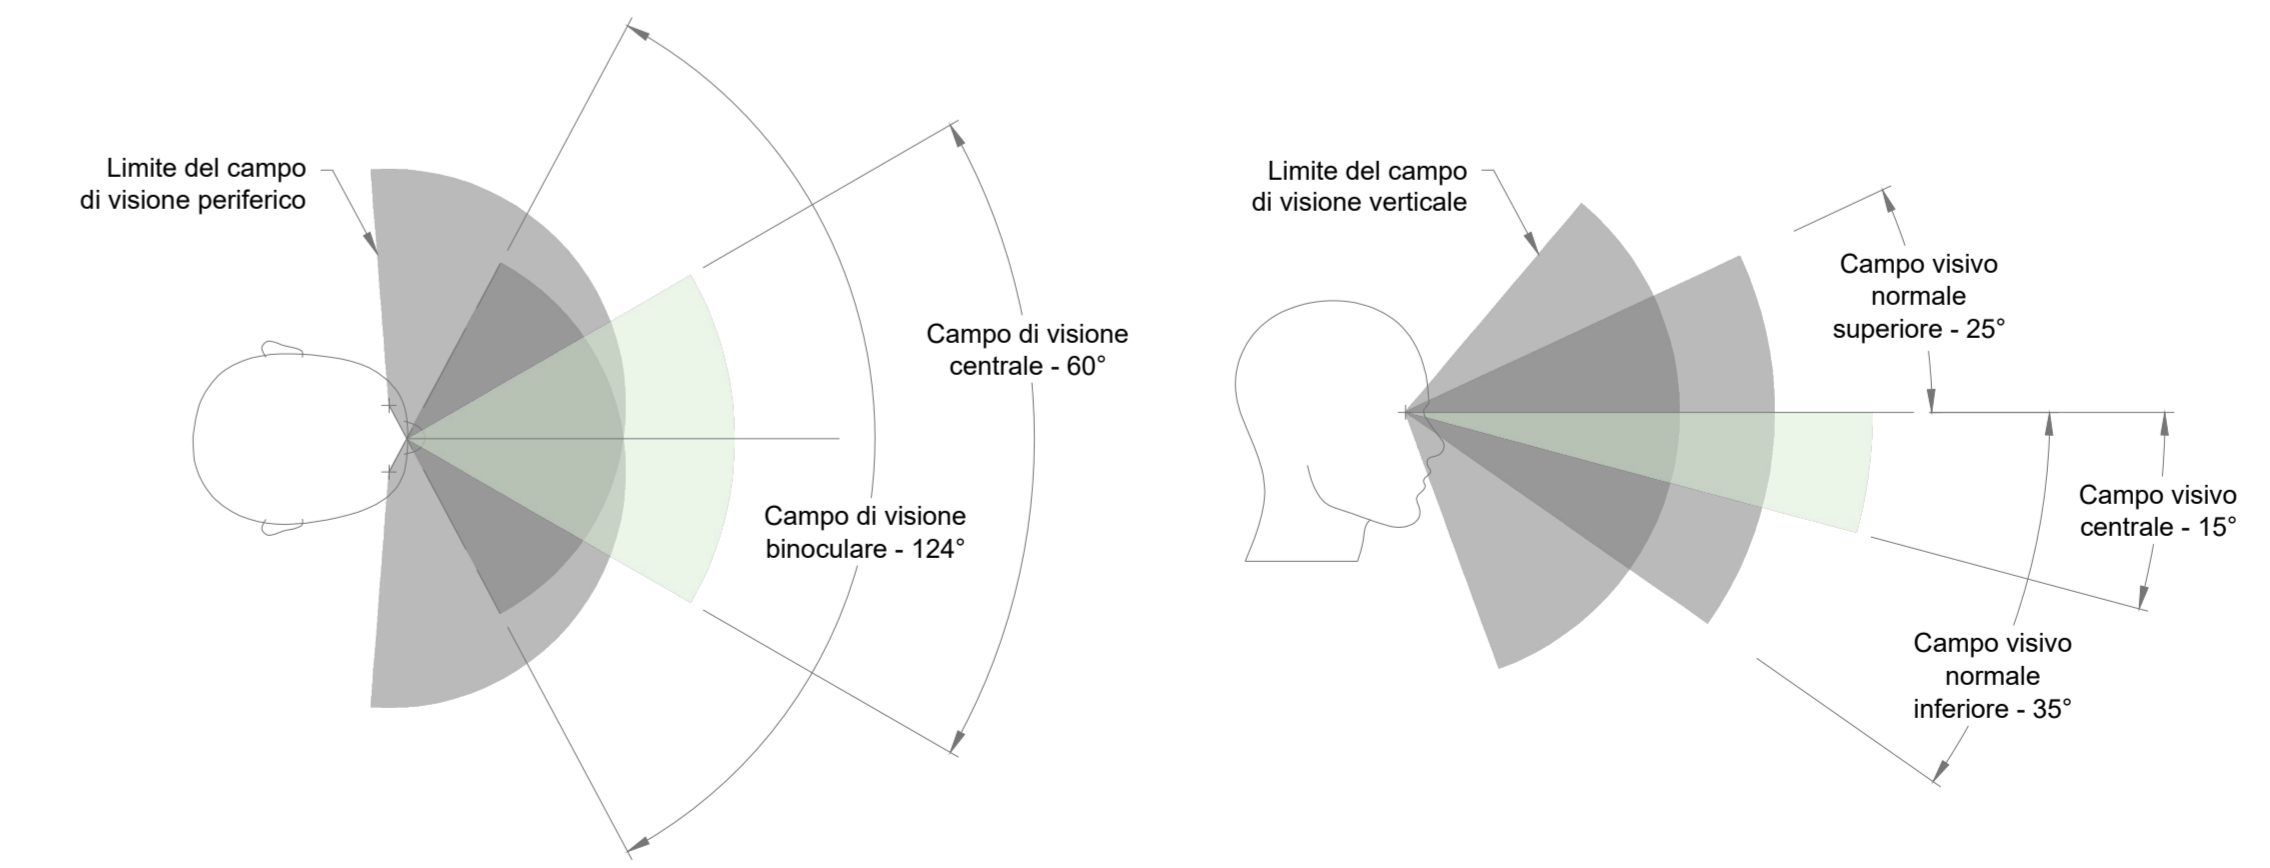 Limite del campo
di visione periferico
Campo di visione
centrale - 60°
Campo di visione
binoculare - 124°
Limite del campo
di visione verticale
Campo visivo
normale
superiore - 25°
Campo visivo
centrale - 15°
Campo visivo
normale
inferiore - 35°